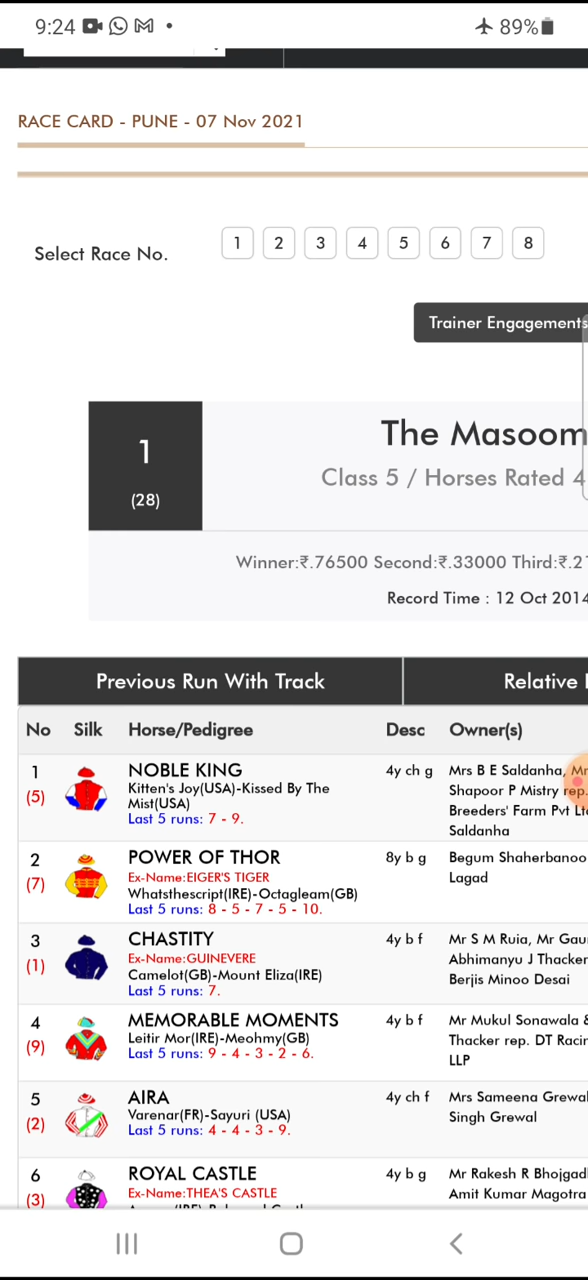 9:24 89%
RACE CARD - PUNE - 07 Nov 2021
Select Race No. 1 2 3 4 5 6 7 8
Trainer Engagements
1 The Masoom
(28) Class 5 / Horses Rated 4
Winner:₹.76500 Second:₹.33000 Third:₹.2
Record Time : 12 Oct 2014
Previous Run With Track Relative
No Silk Horse/Pedigree Desc Owner(s)
1 NOBLE KING 4y ch g Mrs B E Saldanha, Mr
(5) Kitten's Joy(USA)-Kissed By The Shapoor P Mistry rep.
Mist(USA) Breeders' Farm Pvt Lt
Last 5 runs: 7 - 9. Saldanha
2 POWER OF THOR 8y b g Begum Shaherbanoo
(7) Ex-Name:EIGER'S TIGER Lagad
Whatsthescript(IRE)-Octagleam(GB)
Last 5 runs: 8 - 5 - 7 - 5 - 10.
3 CHASTITY 4y b f Mr S M Ruia, Mr Gau
(1) Ex-Name:GUINEVERE Abhimanyu J Thacker
Camelot(GB)-Mount Eliza(IRE) Berjis Minoo Desai
Last 5 runs: 7.
4 MEMORABLE MOMENTS 4y b f Mr Mukul Sonawala &
(9) Leitir Mor(IRE)-Meohmy(GB) Thacker rep. DT Racin
Last 5 runs: 9 - 4 - 3 - 2 - 6. LLP
5 AIRA 4y ch f Mrs Sameena Grewal
(2) Varenar(FR)-Sayuri (USA) Singh Grewal
Last 5 runs: 4 - 4 - 3 - 9.
6 ROYAL CASTLE 4y b g Mr Rakesh R Bhojgad
(3) Ex-Name:THEA'S CASTLE Amit Kumar Magotra